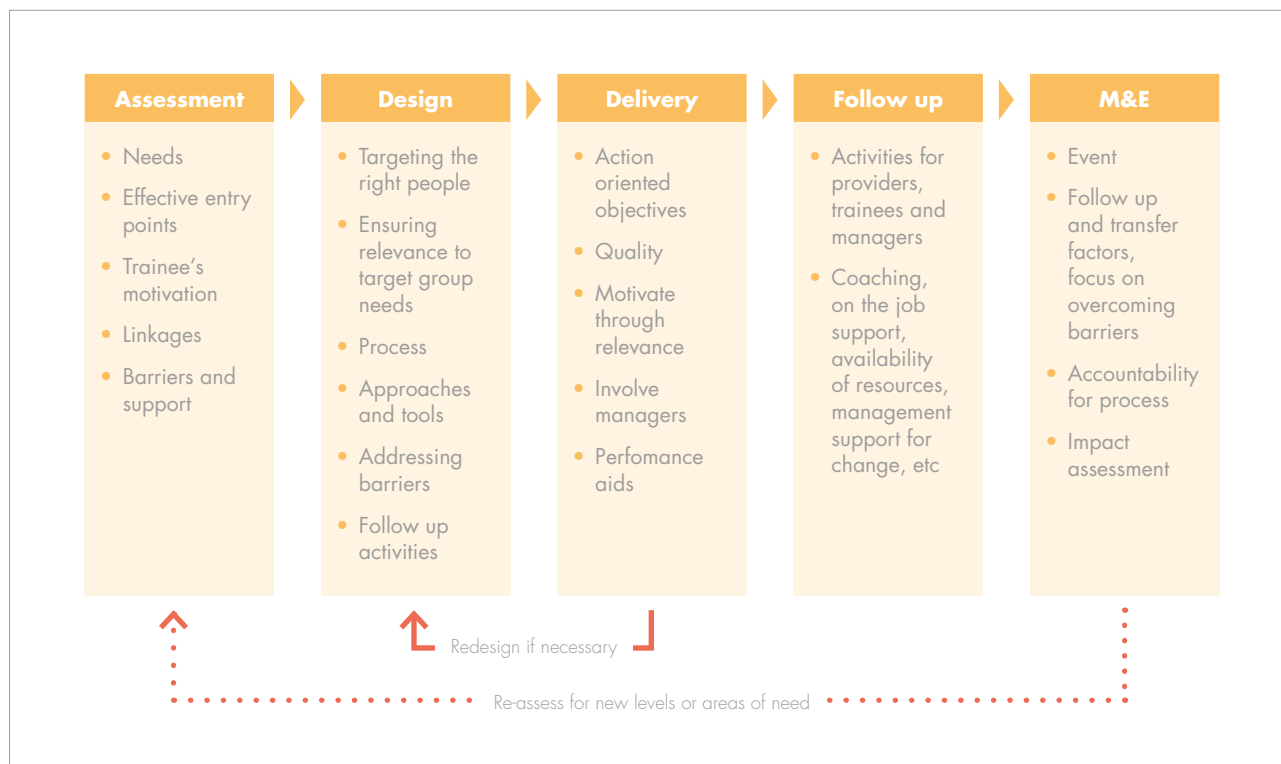 Assessment
Needs
Effective entry
points
Trainee's
motivation
Linkages
Barriers and
support
Design
Targeting the
right people
Ensuring
relevance to
target group
needs
Process
Approaches
and tools
Addressing
barriers
Follow up
activities
Delivery
Action
oriented
objectives
Quality
Motivate
through
relevance
Involve
managers
Perfomance
aids
Follow up
Activities for
providers,
trainees and
managers
Coaching,
on the job
support,
availability
of resources,
management
support for
change, etc
M&E
Event
Follow up
and transfer
factors,
focus on
overcoming
barriers
Accountability
for process
Impact
assessment
Redesign if necessary
Re-assess for new levels or areas of need